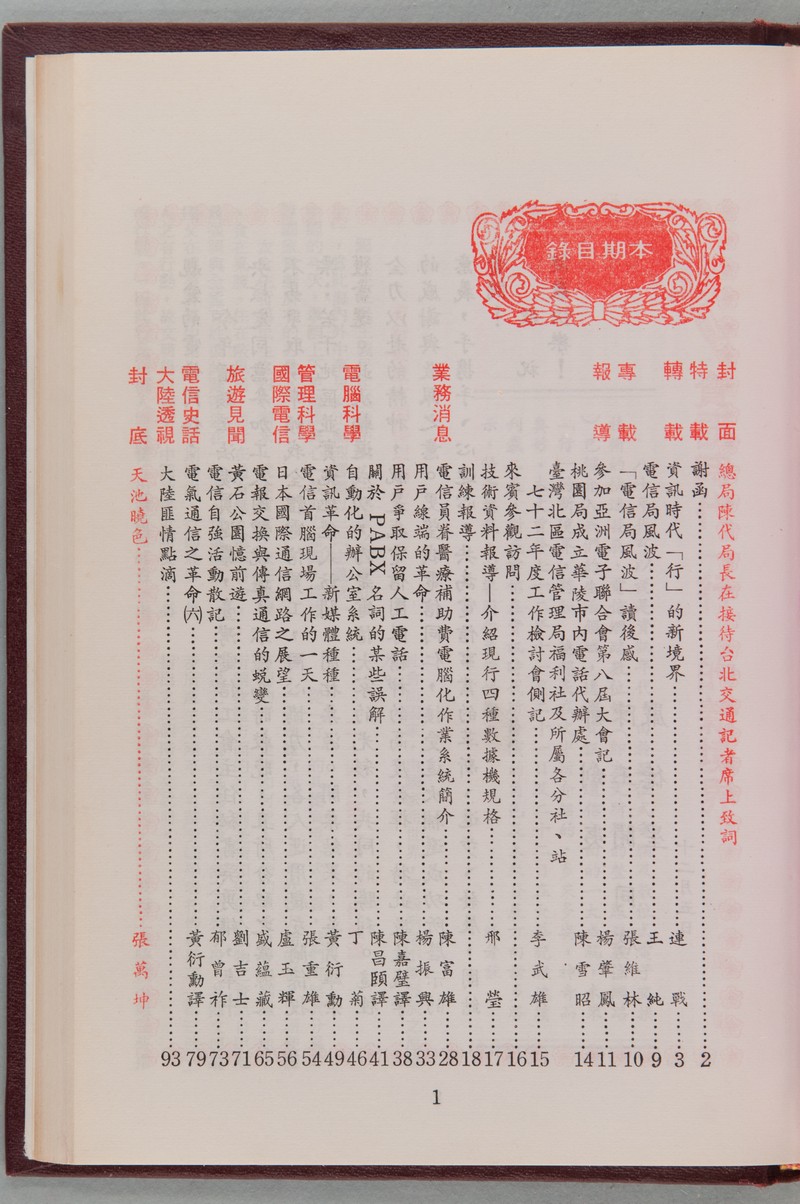 本期目錄
封面 總局陳代局長在接待台北交通記者席上致詞
特載 謝函 2
轉載 資訊時代「行」的新境界 連戰 3
電信局風波 王純 9
專載 「電信局風波」讀後感 張維林 10
報導 參加亞洲電子聯合會第八屆大會記 楊肇鳳 11
桃園局成立華陵市內電話代辦處 陳雪昭 14
臺灣北區電信管理局福利社及所屬各分社、站
七十二年度工作檢討會側記 李武雄 15
來賓參觀訪問 16
技術資料報導—介紹現行四種數據機規格 邢瑩 17
訓練報導 18
業務消息 電信員眷醫療補助費電腦化作業系統簡介 陳富雄 28
用戶線端的革命 楊振興 33
用戶爭取保留人工電話 陳嘉璧譯 38
關於 PABX 名詞的某些誤解 陳昌頤譯 41
電腦科學 自動化的辦公室系統 丁菊 46
資訊革命——新媒體種種 黃衍勳 49
管理科學 電信首腦現場工作的一天 張重雄 54
國際電信 日本國際通信網路之展望 盧玉輝 56
電報交換與傳真通信的蛻變 盛蘊藏 65
旅遊見聞 黃石公園憶前遊 劉吉士 71
電信自強活動散記 郁曾祚 73
電信史話 電氣通信之革命(六) 黃衍勳譯 79
大陸透視 大陸匪情點滴 93
封底 天池曉色 張萬坤
1